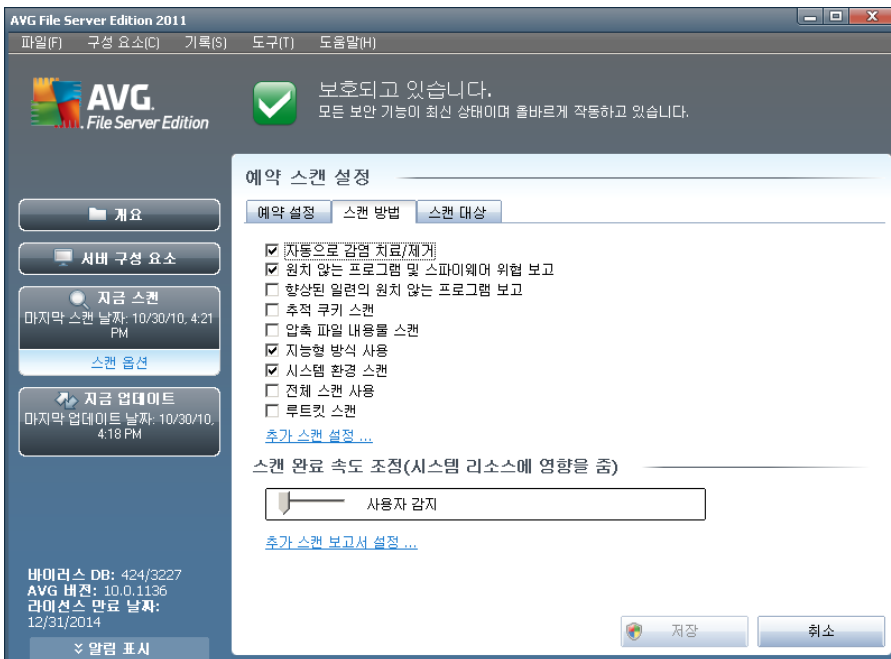 AVG File Server Edition 2011
파일(F) 구성 요소(C) 기록(S) 도구(T) 도움말(H)
AVG.
File Server Edition
보호되고 있습니다.
모든 보안 기능이 최신 상태이며 올바르게 작동하고 있습니다.
개요
서버 구성 요소
지금 스캔
마지막 스캔 날짜: 10/30/10, 4:21
PM
스캔 옵션
지금 업데이트
마지막 업데이트 날짜: 10/30/10,
4:18 PM
바이러스 DB: 424/3227
AVG 버전: 10.0.1136
라이선스 만료 날짜:
12/31/2014
알림 표시
예약 스캔 설정
예약 설정 스캔 방법 스캔 대상
자동으로 감염 치료/제거
원치 않는 프로그램 및 스파이웨어 위협 보고
향상된 일련의 원치 않는 프로그램 보고
추적 쿠키 스캔
압축 파일 내용물 스캔
지능형 방식 사용
시스템 환경 스캔
전체 스캔 사용
루트킷 스캔
추가 스캔 설정 ...
스캔 완료 속도 조정(시스템 리소스에 영향을 줌)
사용자 감지
추가 스캔 보고서 설정 ...
저장 취소